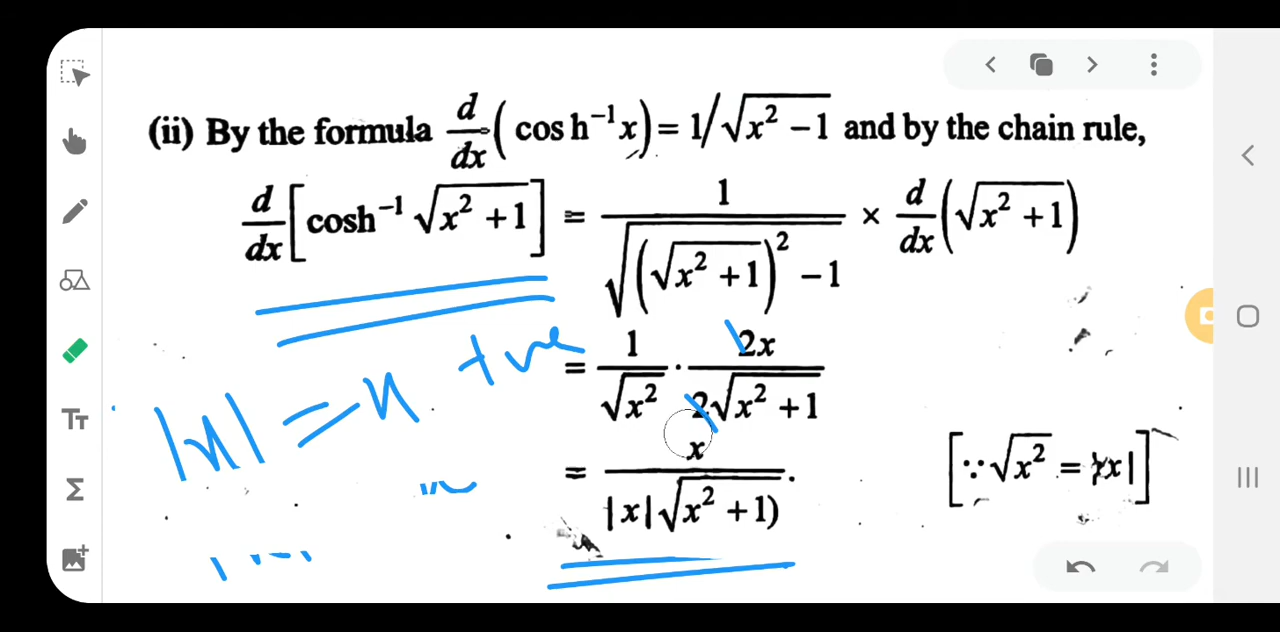 (ii) By the formula d/dx (cos h⁻¹x) = 1/√(x² −1) and by the chain rule,
d/dx [cosh⁻¹ √(x² +1)] = 1/√((√(x² +1))² −1) × d/dx (√(x² +1))
= 1/√(x²) · 2x/(2√(x² +1))
= x/(|x|√(x² +1)). [∵ √(x²) = |x|]
|x| = x +ve